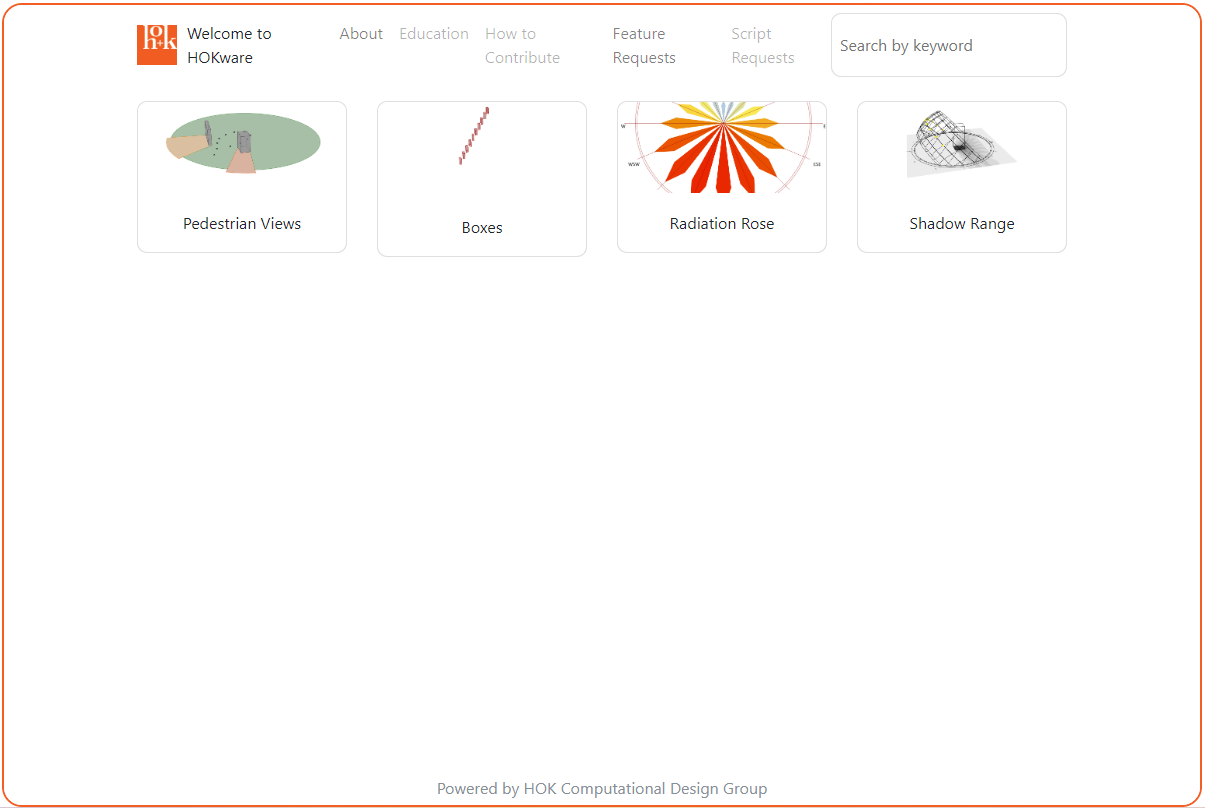 ho
h+k
Welcome to
HOKware
About
Education
How to
Contribute
Feature
Requests
Script
Requests
Search by keyword
W
E
WSW
SSE
Pedestrian Views
Boxes
Radiation Rose
Shadow Range
Powered by HOK Computational Design Group